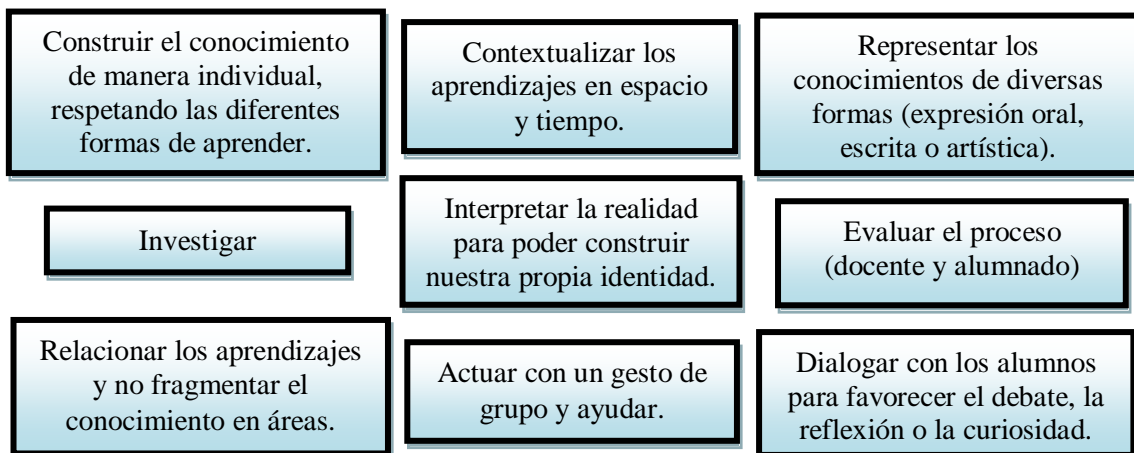 Construir el conocimiento
de manera individual,
respetando las diferentes
formas de aprender.
Contextualizar los
aprendizajes en espacio
y tiempo.
Representar los
conocimientos de diversas
formas (expresión oral,
escrita o artística).
Investigar
Interpretar la realidad
para poder construir
nuestra propia identidad.
Evaluar el proceso
(docente y alumnado)
Relacionar los aprendizajes
y no fragmentar el
conocimiento en áreas.
Actuar con un gesto de
grupo y ayudar.
Dialogar con los alumnos
para favorecer el debate, la
reflexión o la curiosidad.